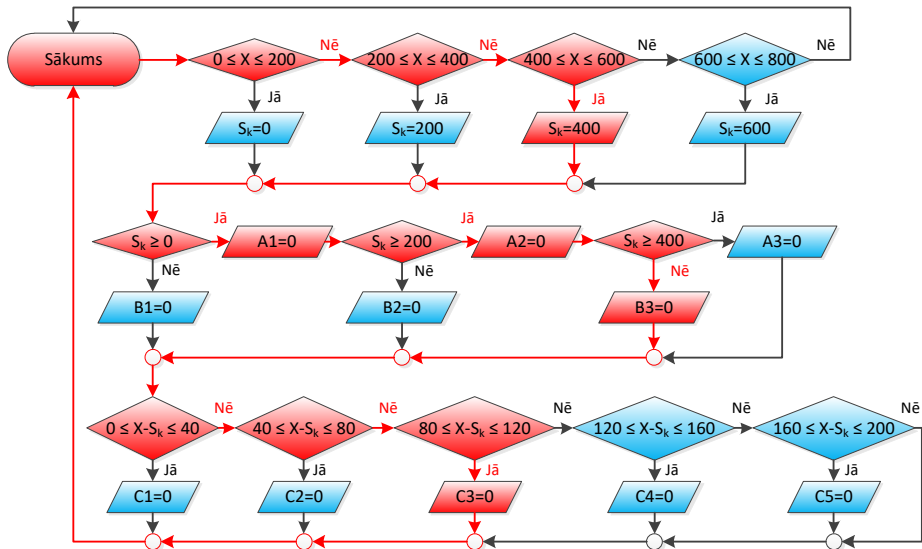 Sākums
0 ≤ X ≤ 200
Nē
200 ≤ X ≤ 400
Nē
400 ≤ X ≤ 600
Nē
600 ≤ X ≤ 800
Nē
Jā
Jā
Jā
Jā
Sₖ=0
Sₖ=200
Sₖ=400
Sₖ=600
Sₖ ≥ 0
Jā
A1=0
Sₖ ≥ 200
Jā
A2=0
Sₖ ≥ 400
Jā
A3=0
Nē
Nē
Nē
B1=0
B2=0
B3=0
0 ≤ X-Sₖ ≤ 40
Nē
40 ≤ X-Sₖ ≤ 80
Nē
80 ≤ X-Sₖ ≤ 120
Nē
120 ≤ X-Sₖ ≤ 160
Nē
160 ≤ X-Sₖ ≤ 200
Nē
Jā
Jā
Jā
Jā
Jā
C1=0
C2=0
C3=0
C4=0
C5=0